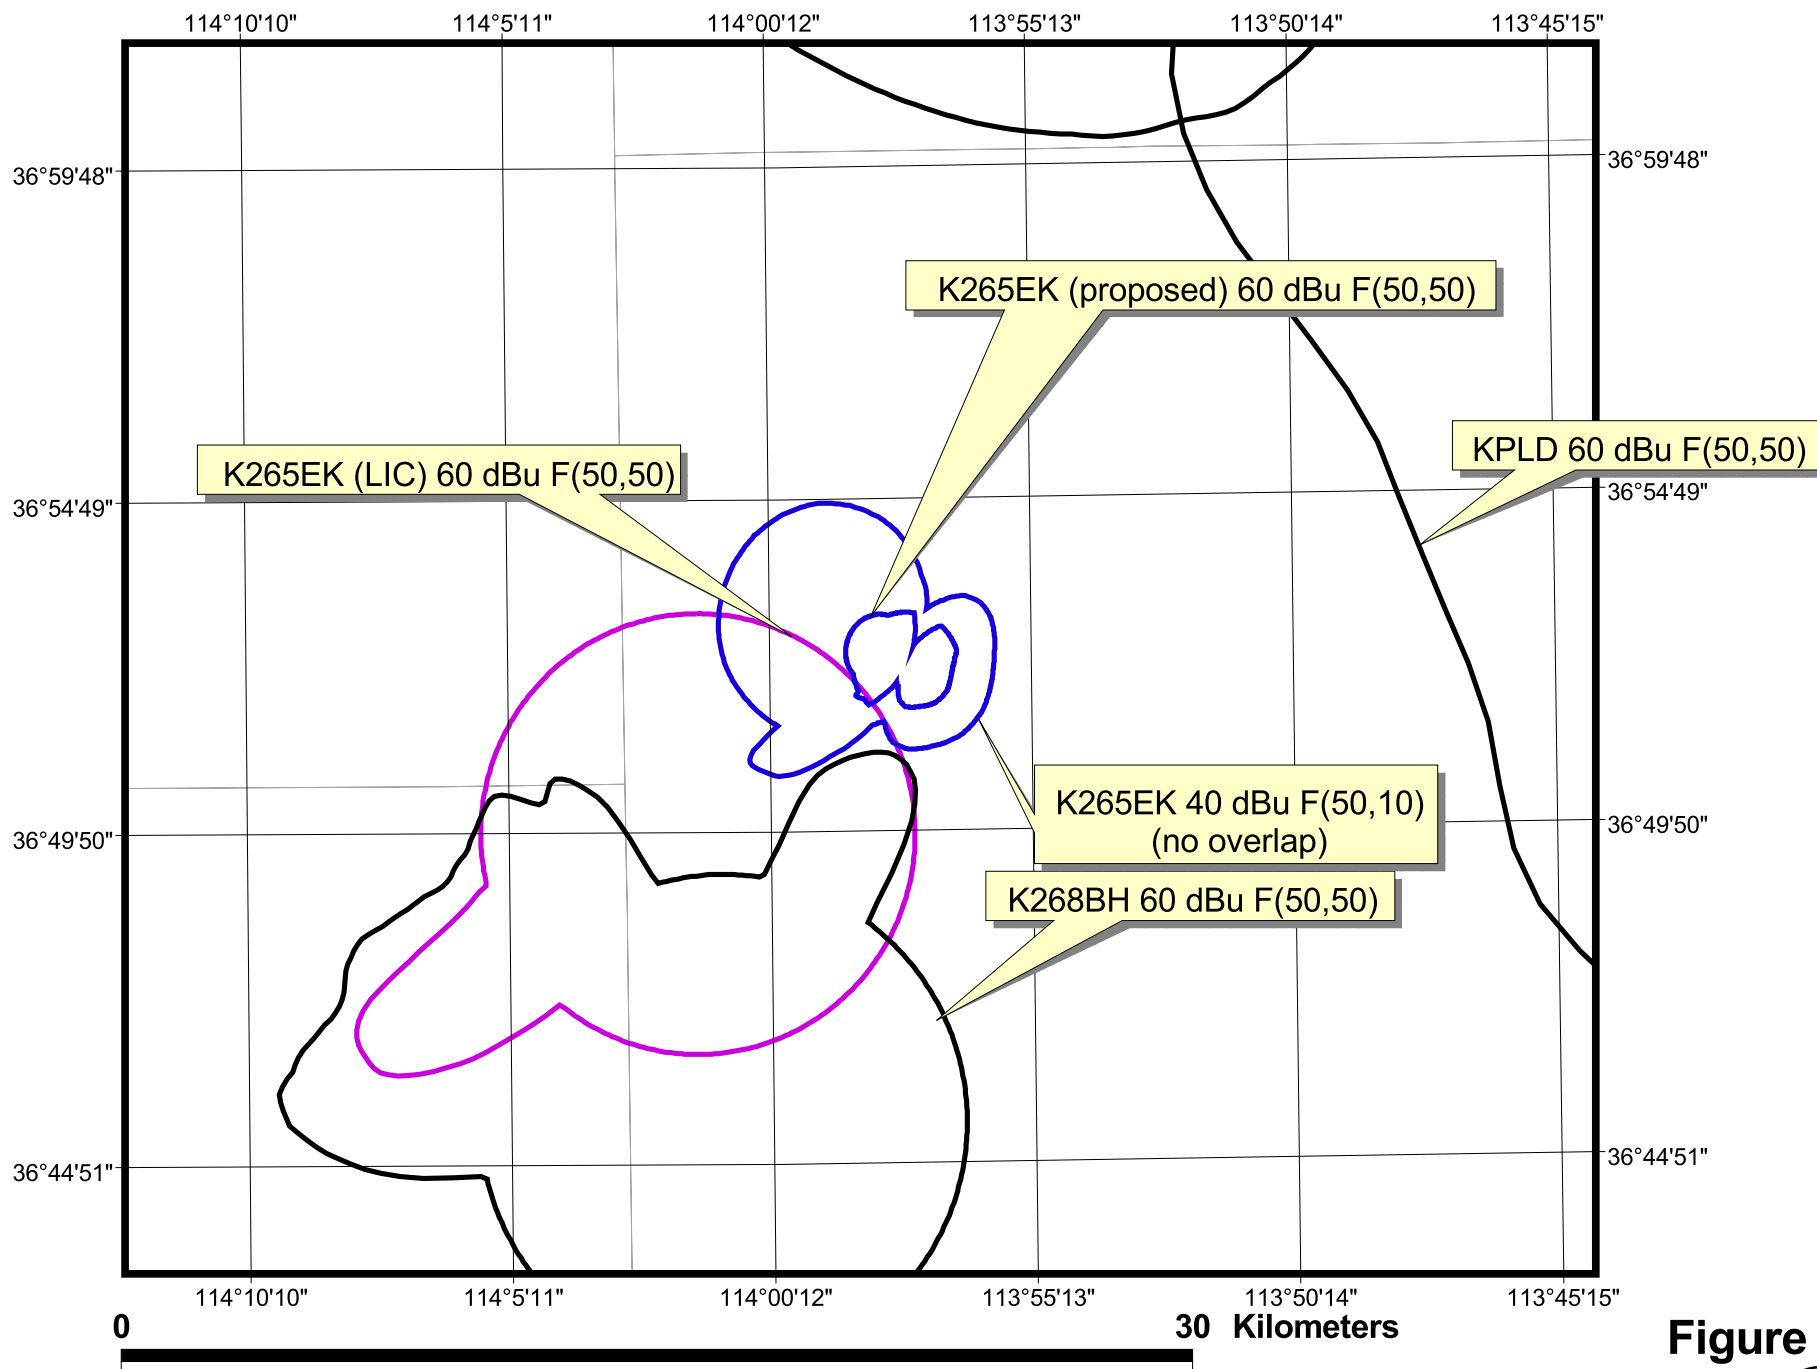 114°10'10" 114°5'11" 114°00'12" 113°55'13" 113°50'14" 113°45'15"
36°59'48" 36°59'48"
K265EK (proposed) 60 dBu F(50,50)
KPLD 60 dBu F(50,50)
K265EK (LIC) 60 dBu F(50,50)
36°54'49" 36°54'49"
K265EK 40 dBu F(50,10)
(no overlap)
36°49'50" 36°49'50"
K268BH 60 dBu F(50,50)
36°44'51" 36°44'51"
114°10'10" 114°5'11" 114°00'12" 113°55'13" 113°50'14" 113°45'15"
0 30 Kilometers
Figure